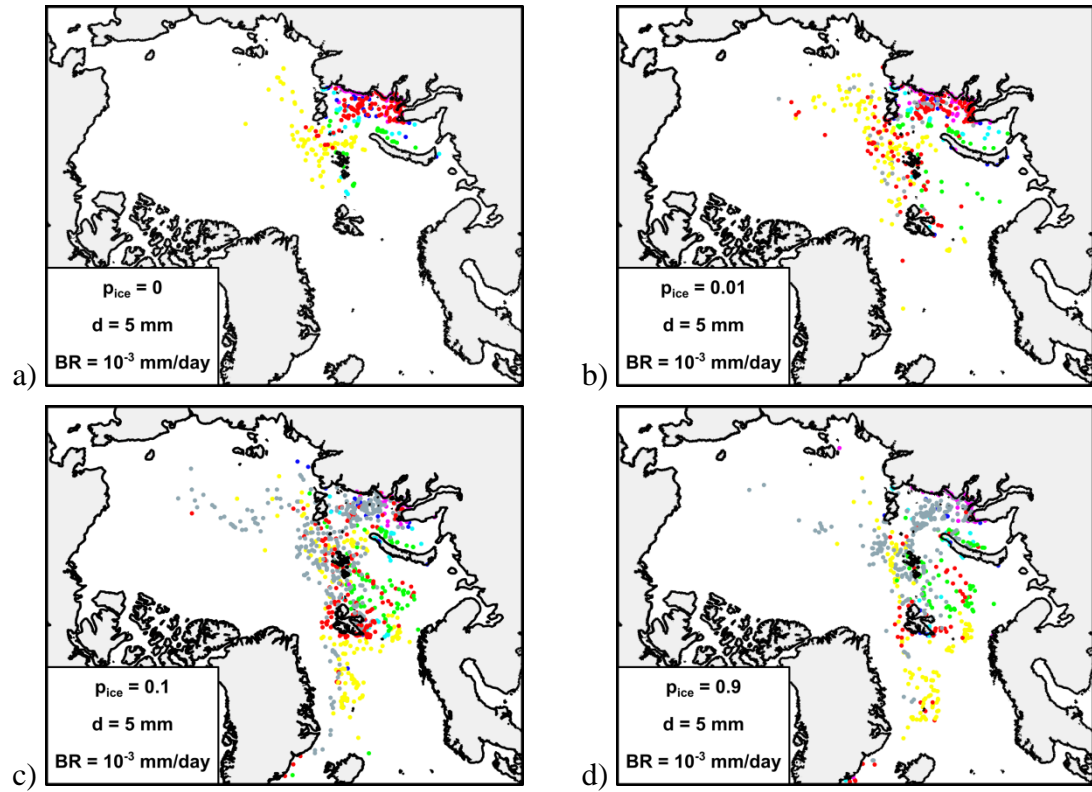 p_ice = 0
d = 5 mm
BR = 10⁻³ mm/day
a)
p_ice = 0.01
d = 5 mm
BR = 10⁻³ mm/day
b)
p_ice = 0.1
d = 5 mm
BR = 10⁻³ mm/day
c)
p_ice = 0.9
d = 5 mm
BR = 10⁻³ mm/day
d)